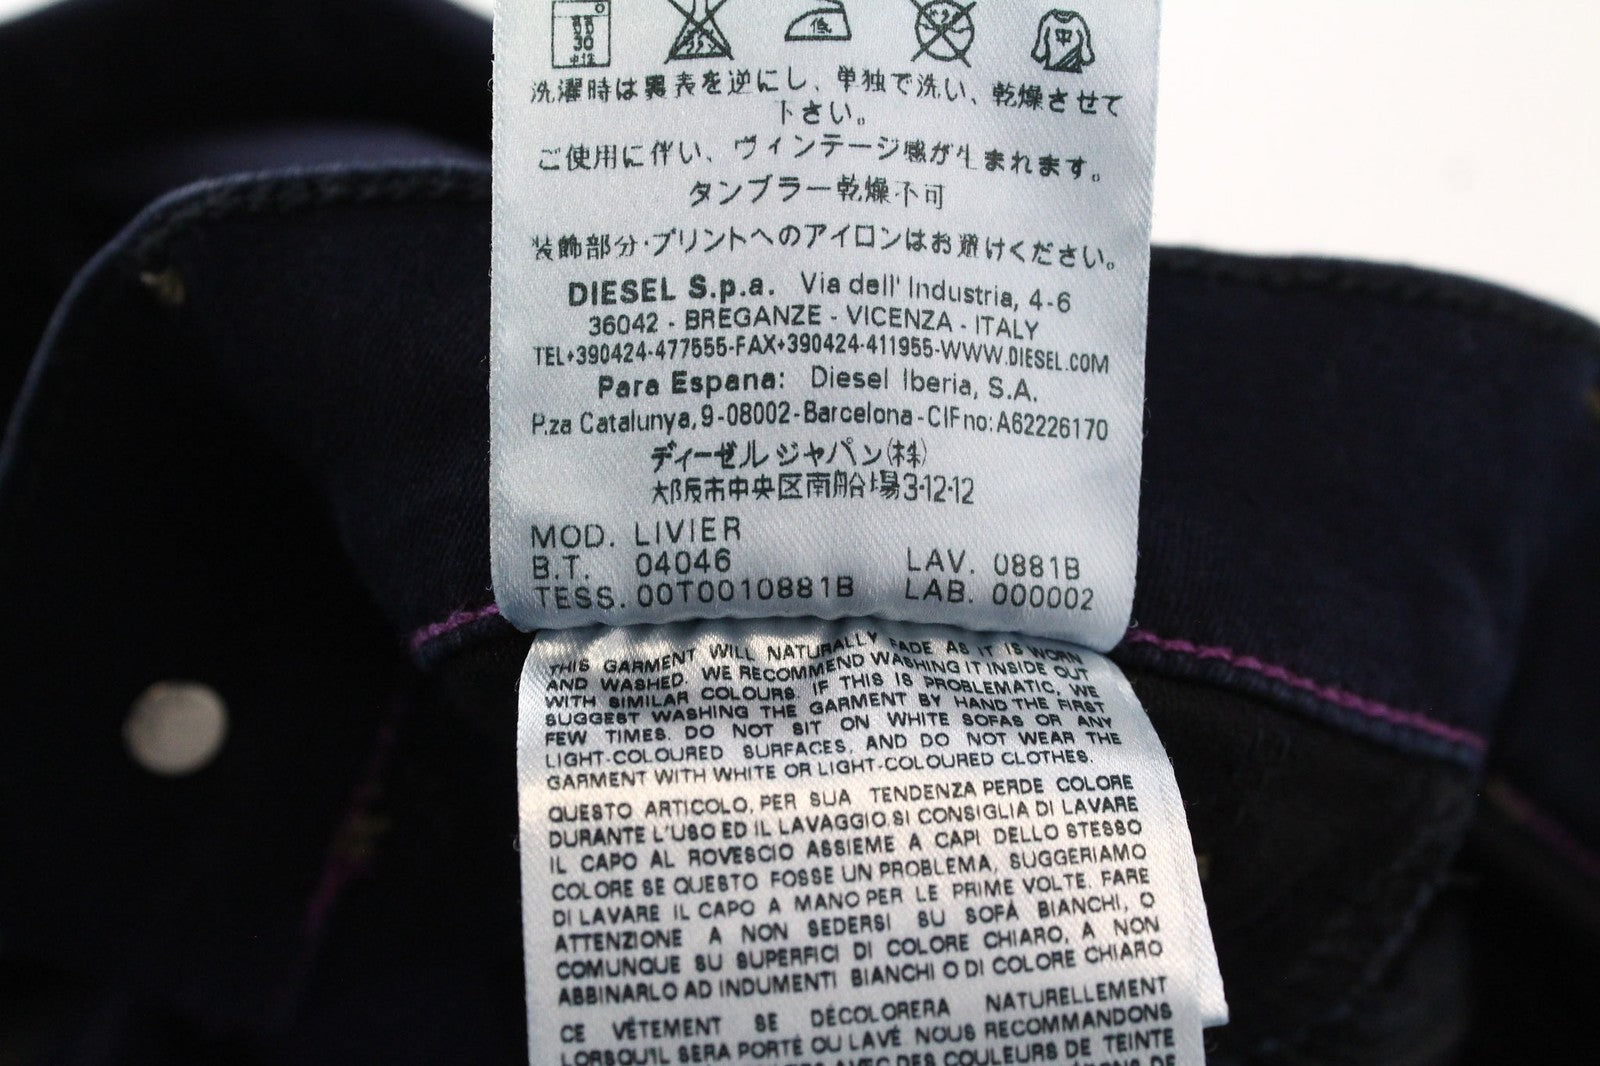 30
中性
低
中
洗濯時は裏表を逆にし、単独で洗い、乾燥させて
下さい。
ご使用に伴い、ヴィンテージ感が生まれます。
タンブラー乾燥不可
装飾部分・プリントへのアイロンはお避けください。
DIESEL S.p.a. Via dell' Industria, 4-6
36042 - BREGANZE - VICENZA - ITALY
TEL+390424-477555-FAX+390424-411955-WWW.DIESEL.COM
Para Espana: Diesel Iberia, S.A.
P.za Catalunya, 9-08002-Barcelona-CIF no: A62226170
ディーゼル ジャパン(株)
大阪市中央区南船場3-12-12
MOD. LIVIER
B.T. 04046 LAV. 0881B
TESS. 00T0010881B LAB. 000002
THIS GARMENT WILL NATURALLY FADE AS IT IS WORN
AND WASHED. WE RECOMMEND WASHING IT INSIDE OUT
WITH SIMILAR COLOURS. IF THIS IS PROBLEMATIC, WE
SUGGEST WASHING THE GARMENT BY HAND THE FIRST
FEW TIMES. DO NOT SIT ON WHITE SOFAS OR ANY
LIGHT-COLOURED SURFACES, AND DO NOT WEAR THE
GARMENT WITH WHITE OR LIGHT-COLOURED CLOTHES.
QUESTO ARTICOLO, PER SUA TENDENZA PERDE COLORE
DURANTE L'USO ED IL LAVAGGIO. SI CONSIGLIA DI LAVARE
IL CAPO AL ROVESCIO ASSIEME A CAPI DELLO STESSO
COLORE SE QUESTO FOSSE UN PROBLEMA, SUGGERIAMO
DI LAVARE IL CAPO A MANO PER LE PRIME VOLTE. FARE
ATTENZIONE A NON SEDERSI SU SOFÀ BIANCHI, O
COMUNQUE SU SUPERFICI DI COLORE CHIARO, A NON
ABBINARLO AD INDUMENTI BIANCHI O DI COLORE CHIARO
CE VÊTEMENT SE DÉCOLORERA NATURELLEMENT
LORSQU'IL SERA PORTÉ OU LAVÉ NOUS RECOMMANDONS
AVEC DES COULEURS DE TEINTE